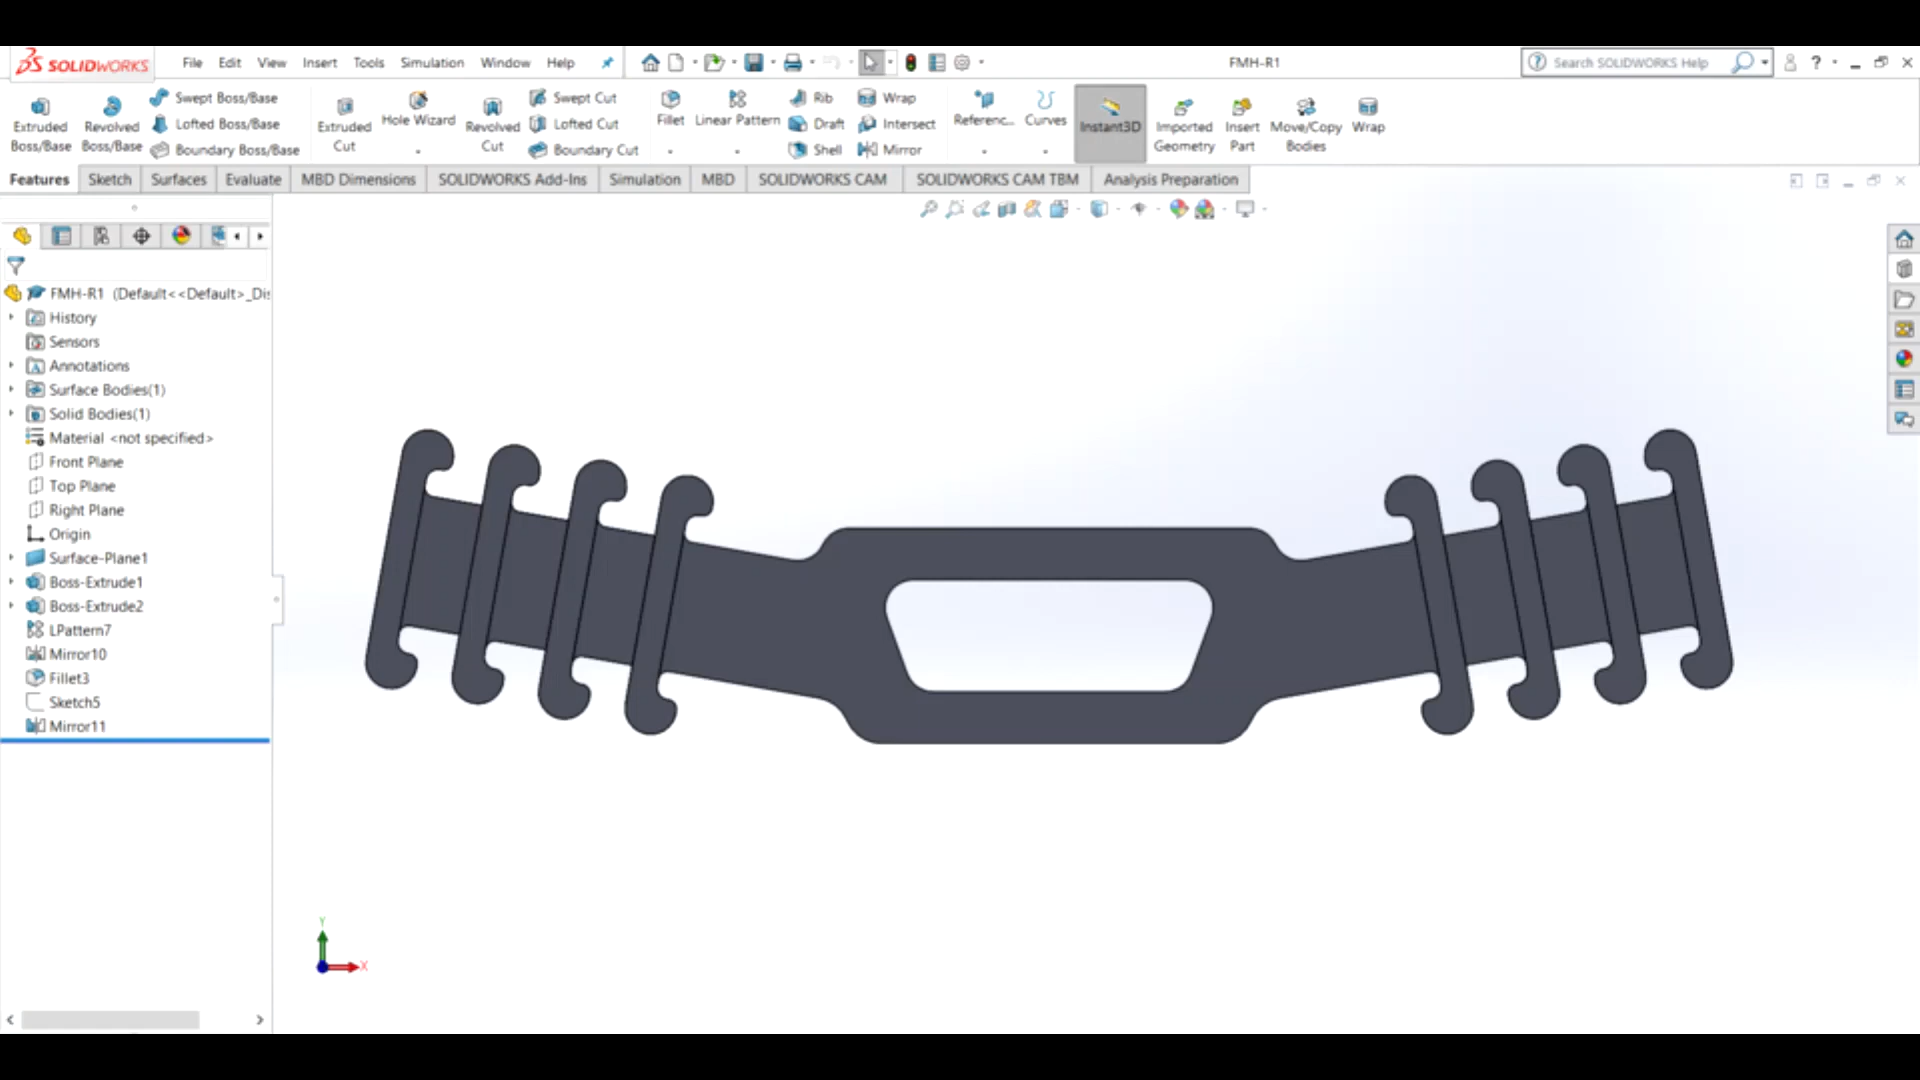 SOLIDWORKS File Edit View Insert Tools Simulation Window Help FMH-R1 Search SOLIDWORKS Help ?
Extruded Boss/Base
Revolved Boss/Base
Swept Boss/Base
Lofted Boss/Base
Boundary Boss/Base
Extruded Cut
Hole Wizard
Revolved Cut
Swept Cut
Lofted Cut
Boundary Cut
Fillet
Linear Pattern
Rib
Draft
Shell
Wrap
Intersect
Mirror
Referenc...
Curves
Instant3D
Imported Geometry
Insert Part
Move/Copy Bodies
Wrap
Features Sketch Surfaces Evaluate MBD Dimensions SOLIDWORKS Add-Ins Simulation MBD SOLIDWORKS CAM SOLIDWORKS CAM TBM Analysis Preparation
FMH-R1 (Default<<Default>_Dis
History
Sensors
Annotations
Surface Bodies(1)
Solid Bodies(1)
Material <not specified>
Front Plane
Top Plane
Right Plane
Origin
Surface-Plane1
Boss-Extrude1
Boss-Extrude2
LPattern7
Mirror10
Fillet3
Sketch5
Mirror11
Y
X